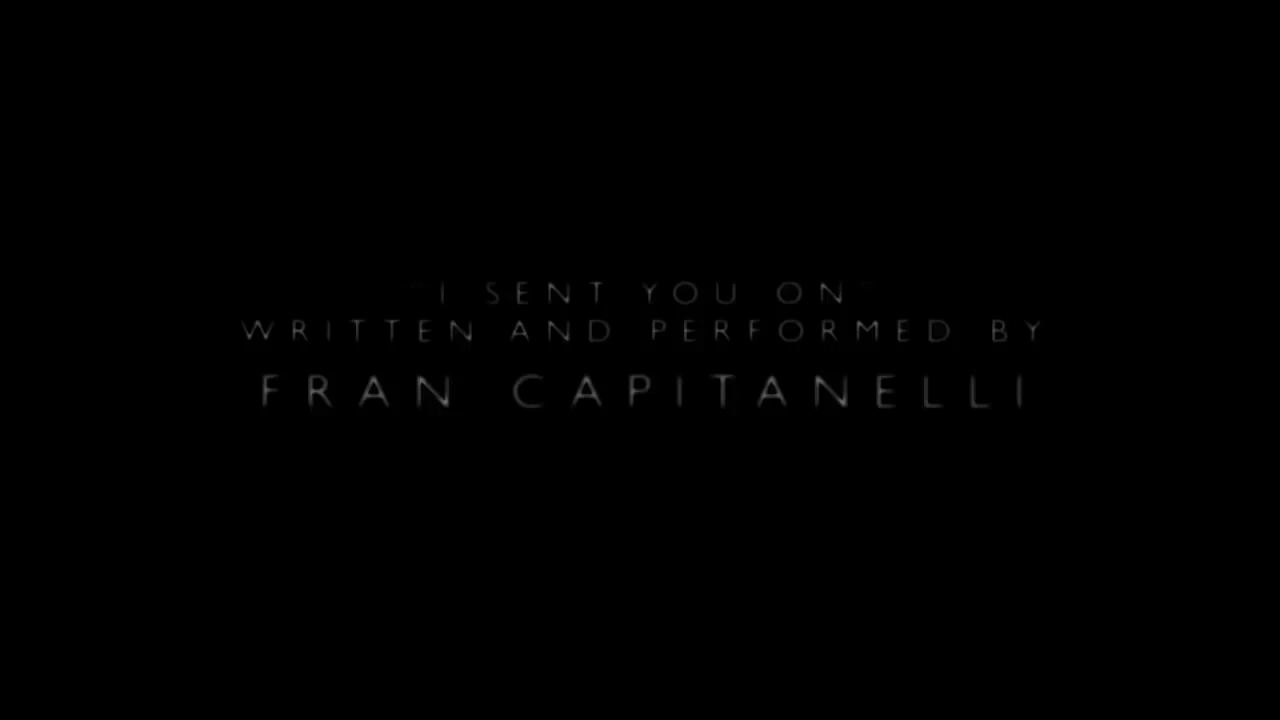 "I SENT YOU ON"
WRITTEN AND PERFORMED BY
FRAN CAPITANELLI